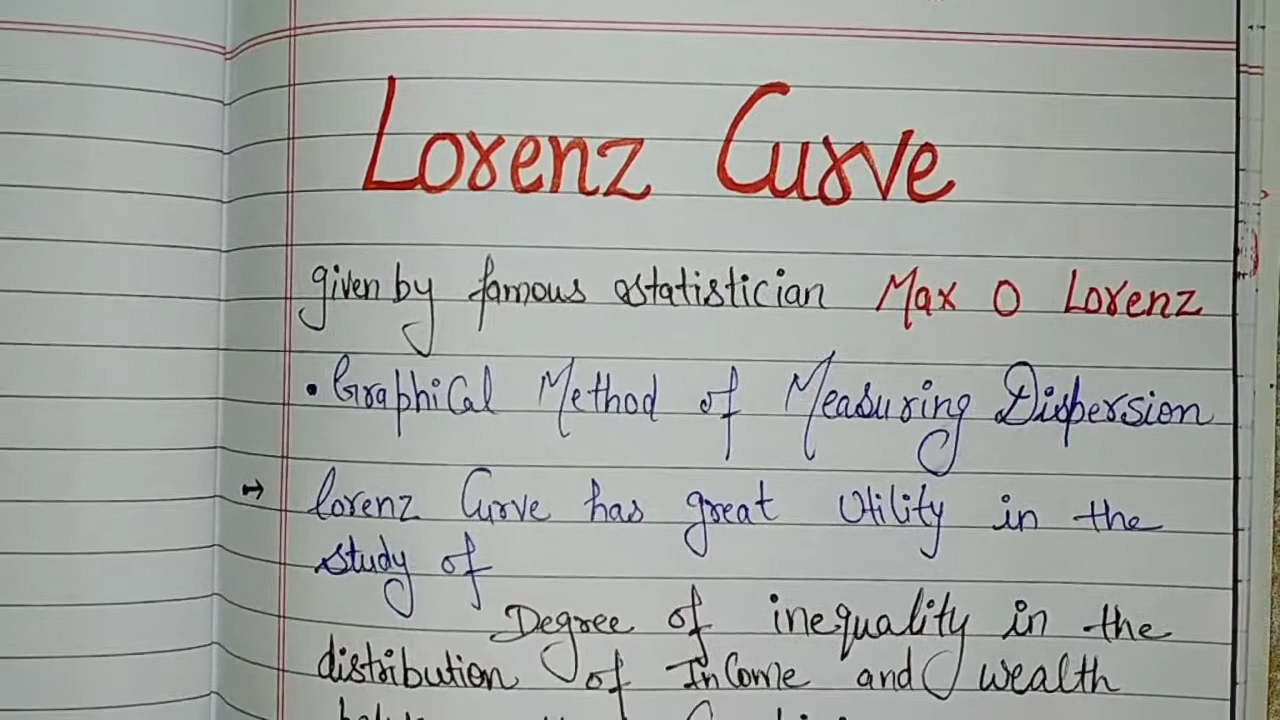 Lorenz Curve
given by famous statistician Max O Lorenz
• Graphical Method of Measuring Dispersion
↦ Lorenz Curve has great Utility in the
study of
Degree of inequality in the
distribution of Income and wealth